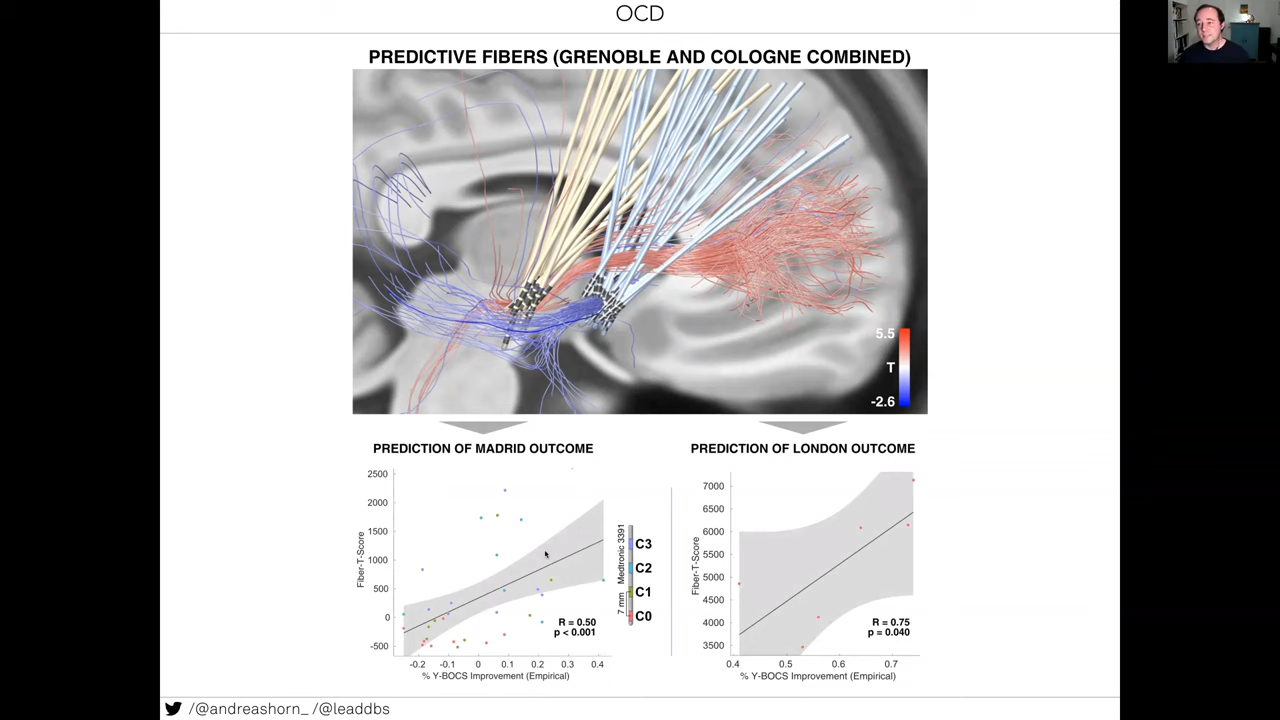 OCD
PREDICTIVE FIBERS (GRENOBLE AND COLOGNE COMBINED)
5.5
T
-2.6
PREDICTION OF MADRID OUTCOME
2500
2000
1500
1000
500
0
-500
Fiber-T-Score
-0.2 -0.1 0 0.1 0.2 0.3 0.4
% Y-BOCS Improvement (Empirical)
R = 0.50
p < 0.001
7 mm Medtronic 3391
C3
C2
C1
C0
PREDICTION OF LONDON OUTCOME
7000
6500
6000
5500
5000
4500
4000
3500
Fiber-T-Score
0.4 0.5 0.6 0.7
% Y-BOCS Improvement (Empirical)
R = 0.75
p = 0.040
/@andreashorn_ /@leaddbs